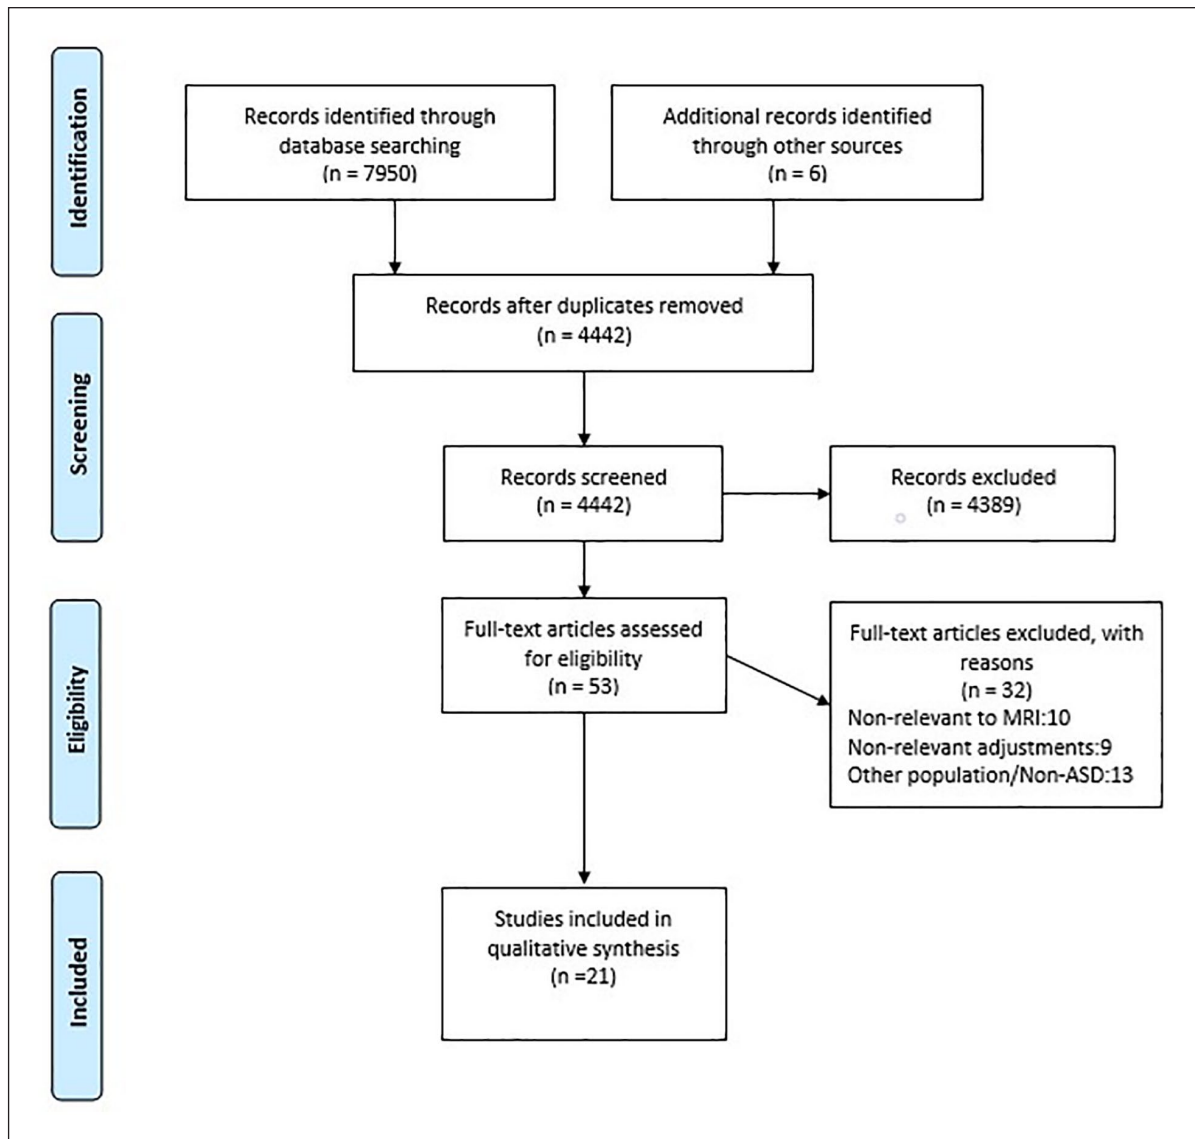 Identification
Records identified through
database searching
(n = 7950)
Additional records identified
through other sources
(n = 6)
Records after duplicates removed
(n = 4442)
Screening
Records screened
(n = 4442)
Records excluded
(n = 4389)
Eligibility
Full-text articles assessed
for eligibility
(n = 53)
Full-text articles excluded, with
reasons
(n = 32)
Non-relevant to MRI:10
Non-relevant adjustments:9
Other population/Non-ASD:13
Included
Studies included in
qualitative synthesis
(n =21)